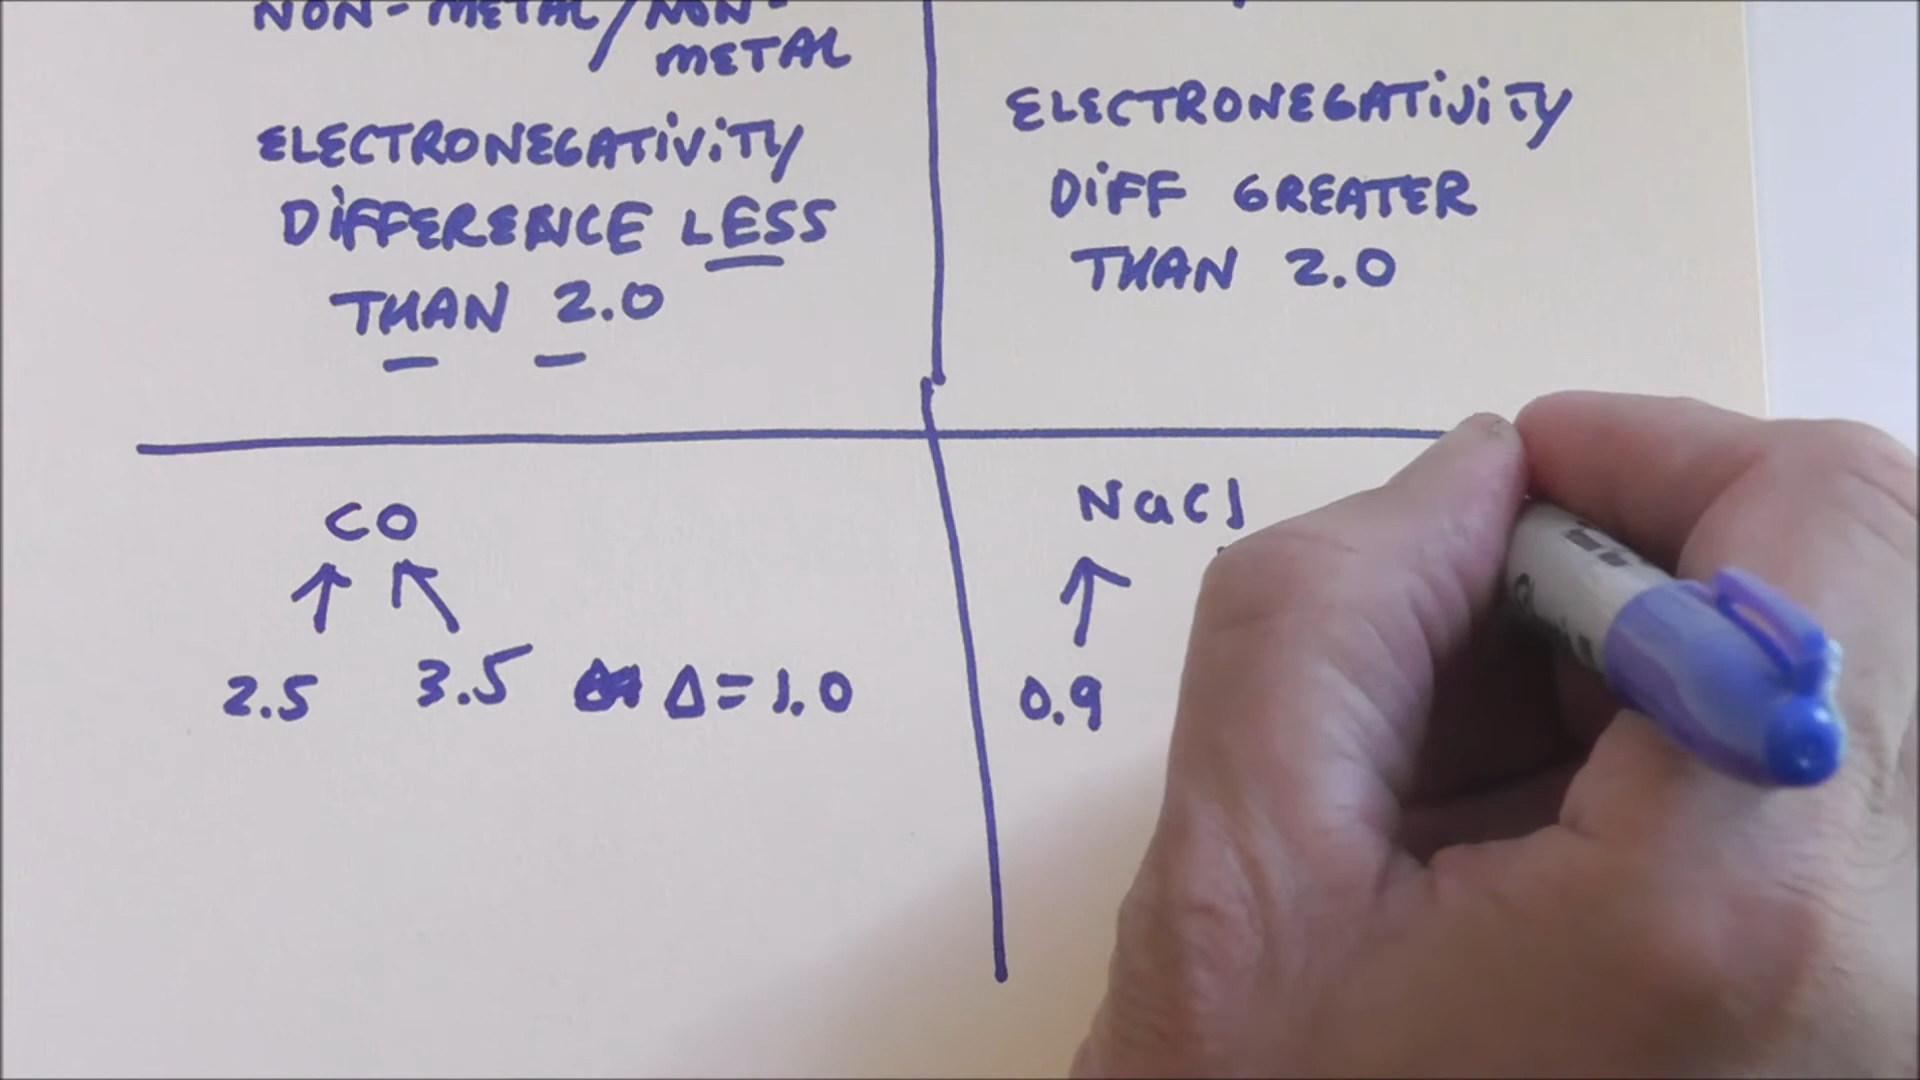 NON-METAL/NON-
METAL
ELECTRONEGATIVITY
DIFFERENCE LESS
THAN 2.0
CO
2.5 3.5 Δ=1.0
ELECTRONEGATIVITY
DIFF GREATER
THAN 2.0
NaCl
0.9